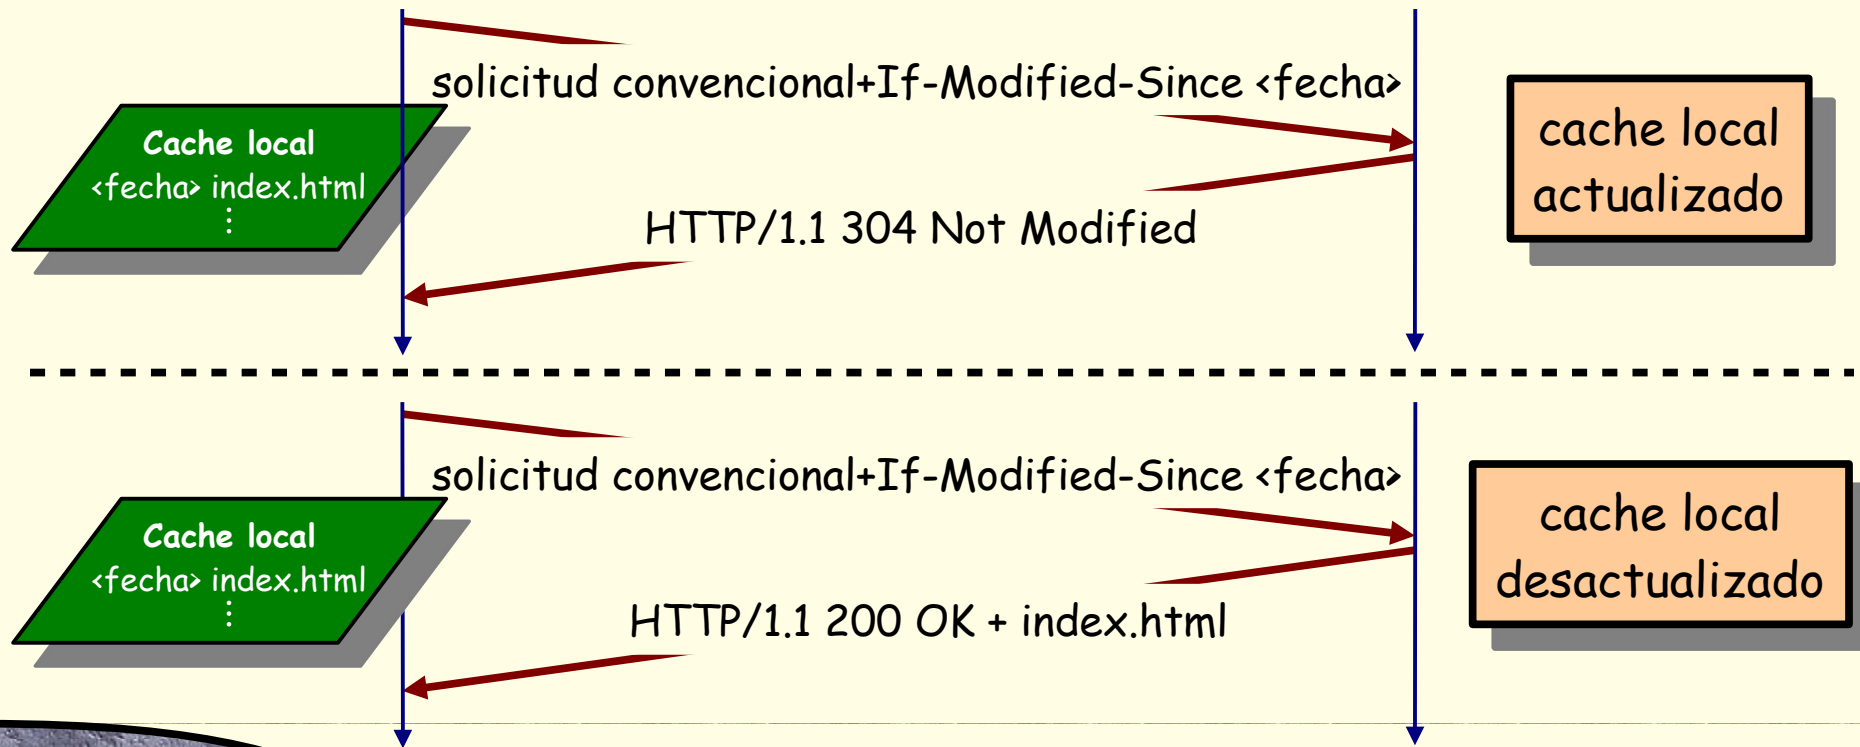 solicitud convencional+If-Modified-Since <fecha>
Cache local
<fecha> index.html
⋮
HTTP/1.1 304 Not Modified
cache local
actualizado
solicitud convencional+If-Modified-Since <fecha>
Cache local
<fecha> index.html
⋮
HTTP/1.1 200 OK + index.html
cache local
desactualizado